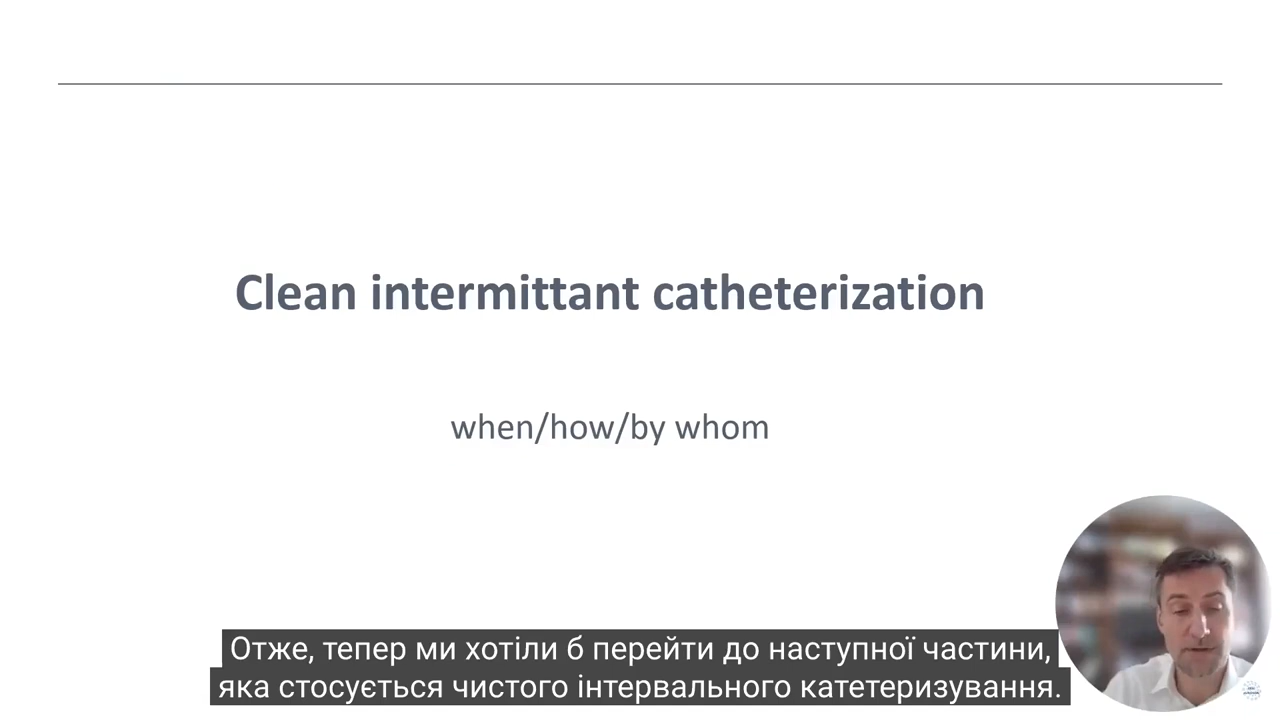 Clean intermittant catheterization
when/how/by whom
Отже, тепер ми хотіли б перейти до наступної частини,
яка стосується чистого інтервального катетеризування.